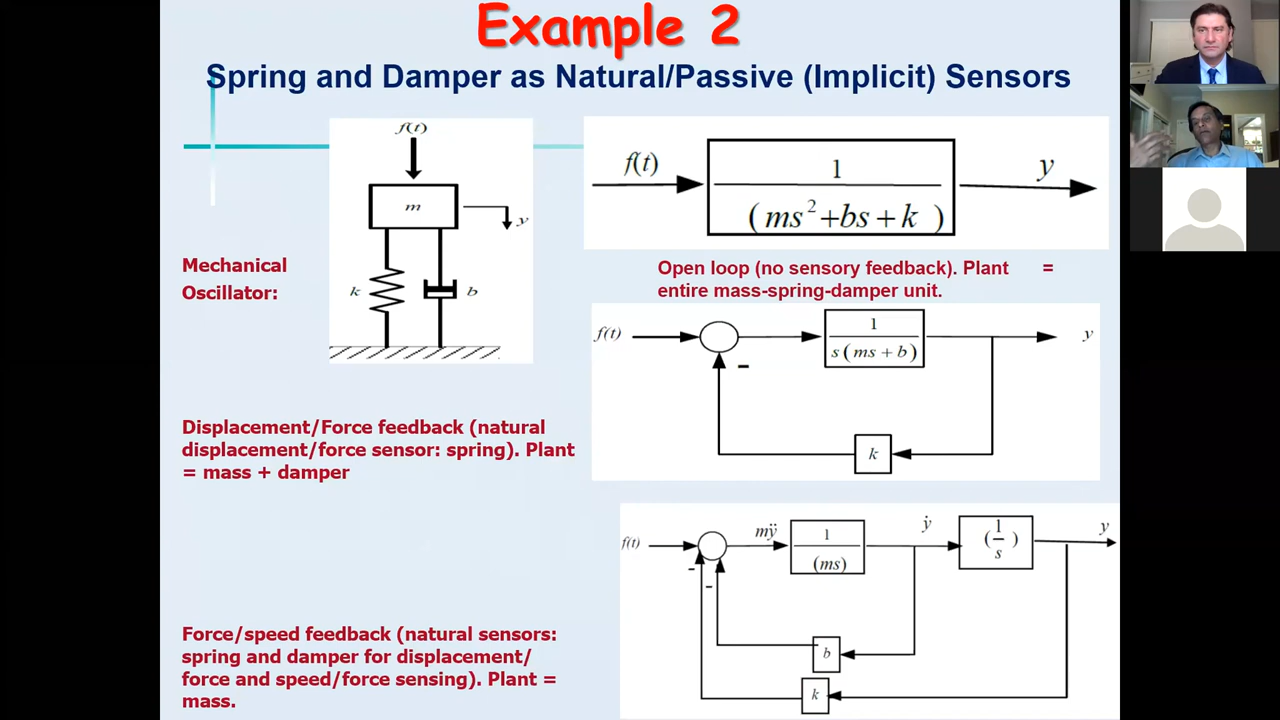 Example 2
Spring and Damper as Natural/Passive (Implicit) Sensors
Mechanical
Oscillator:
f(t)
m
y
k
b
f(t)
1
(ms²+bs+k)
y
Open loop (no sensory feedback). Plant =
entire mass-spring-damper unit.
Displacement/Force feedback (natural
displacement/force sensor: spring). Plant
= mass + damper
f(t)
-
1
s(ms + b)
y
k
Force/speed feedback (natural sensors:
spring and damper for displacement/
force and speed/force sensing). Plant =
mass.
f(t)
-
-
mÿ
1
(ms)
ẏ
(1/s)
y
b
k